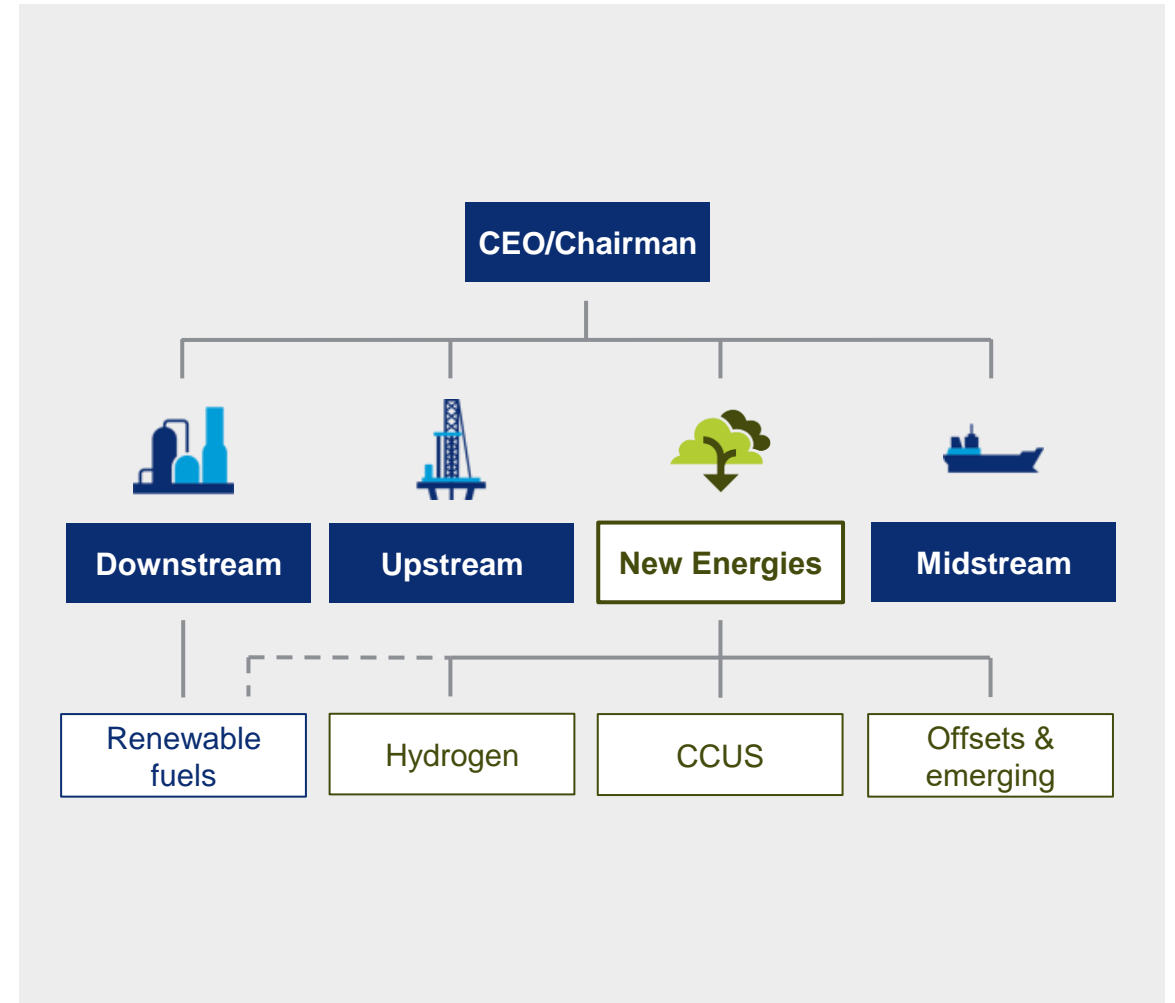 CEO/Chairman
Downstream
Upstream
New Energies
Midstream
Renewable
fuels
Hydrogen
CCUS
Offsets &
emerging